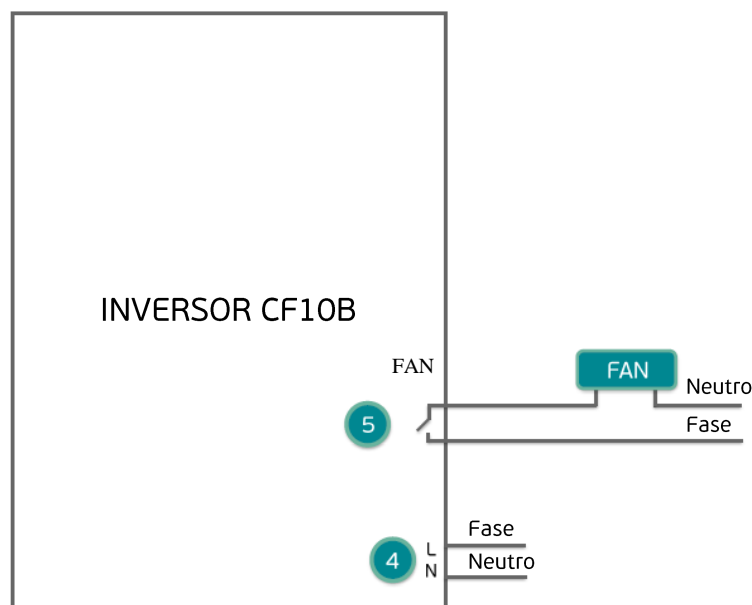 INVERSOR CF10B
FAN
FAN
Neutro
5
Fase
Fase
4
L
N
Neutro